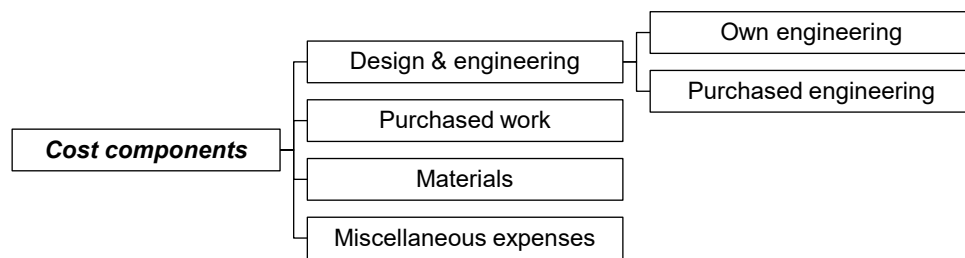 Cost components
Design & engineering
Own engineering
Purchased engineering
Purchased work
Materials
Miscellaneous expenses